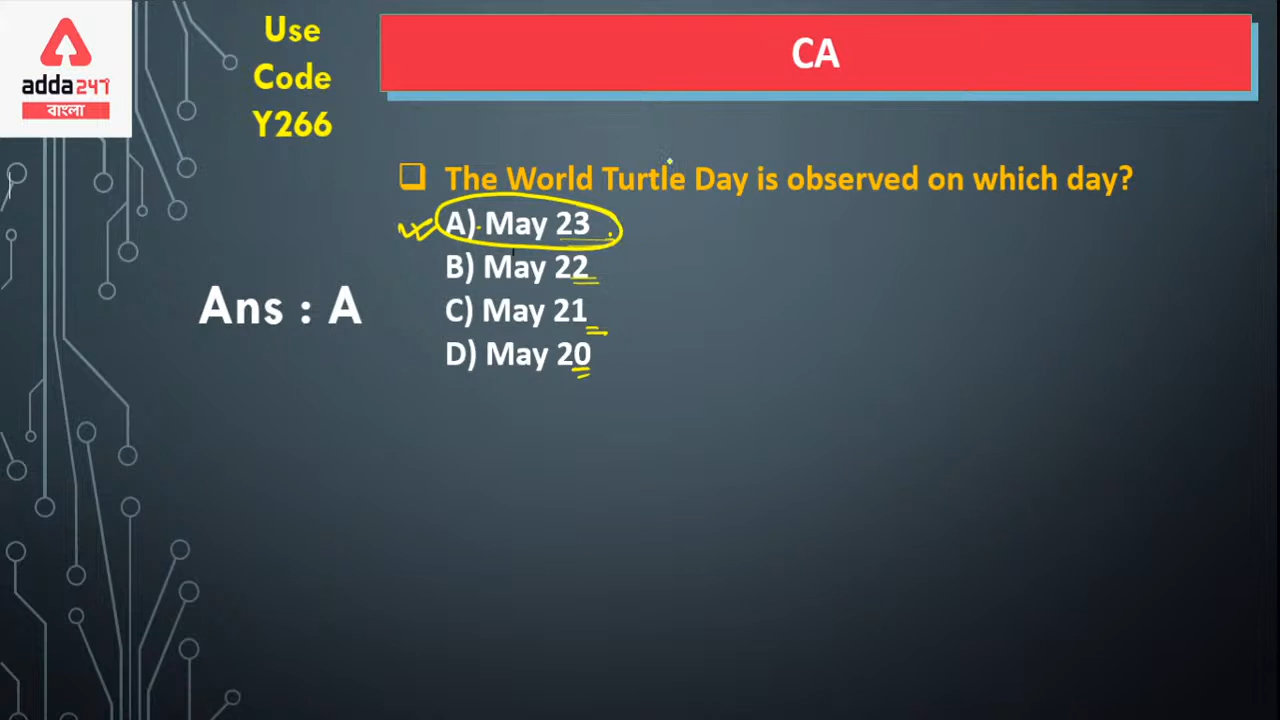 adda247
বাংলা
Use
Code
Y266
CA
The World Turtle Day is observed on which day?
A) May 23
B) May 22
C) May 21
D) May 20
Ans : A